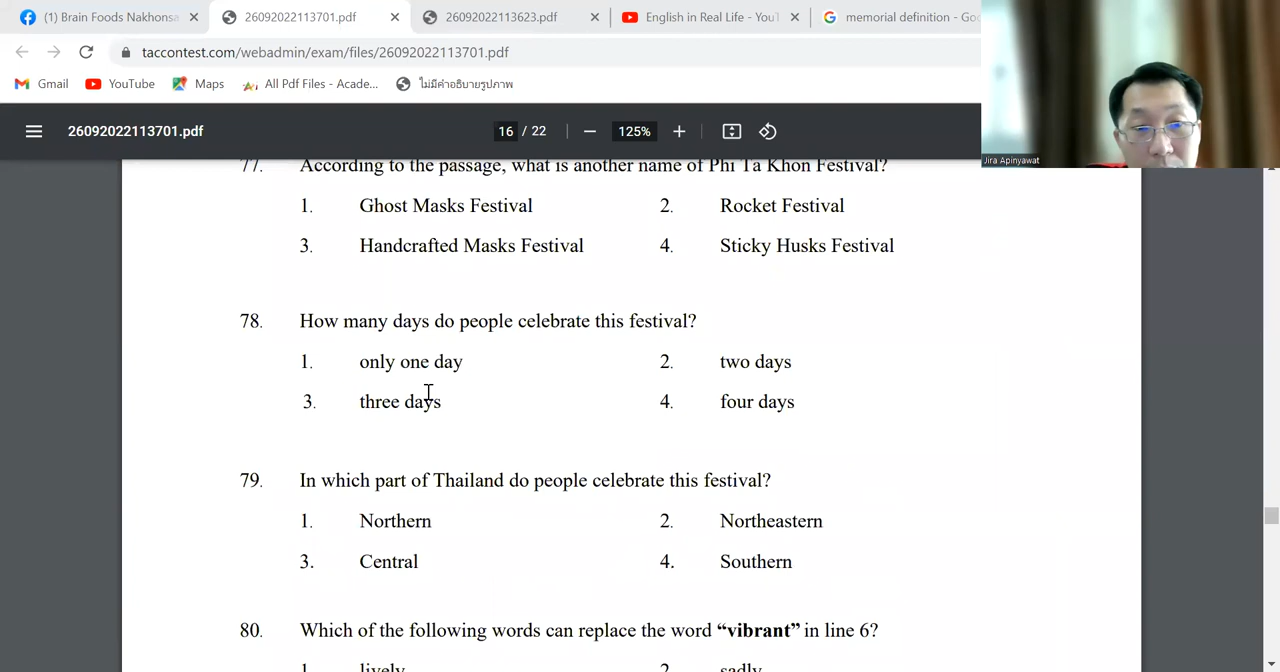 (1) Brain Foods Nakhonsa
26092022113701.pdf
26092022113623.pdf
English in Real Life - YouT
memorial definition - Goo
taccontest.com/webadmin/exam/files/26092022113701.pdf
Gmail
YouTube
Maps
All Pdf Files - Acade...
ไม่มีคำอธิบายรูปภาพ
26092022113701.pdf
16 / 22
125%
Jira Apinyawat
77. According to the passage, what is another name of Phi Ta Khon Festival?
1. Ghost Masks Festival 2. Rocket Festival
3. Handcrafted Masks Festival 4. Sticky Husks Festival
78. How many days do people celebrate this festival?
1. only one day 2. two days
3. three days 4. four days
79. In which part of Thailand do people celebrate this festival?
1. Northern 2. Northeastern
3. Central 4. Southern
80. Which of the following words can replace the word “vibrant” in line 6?
1. lively 2. sadly